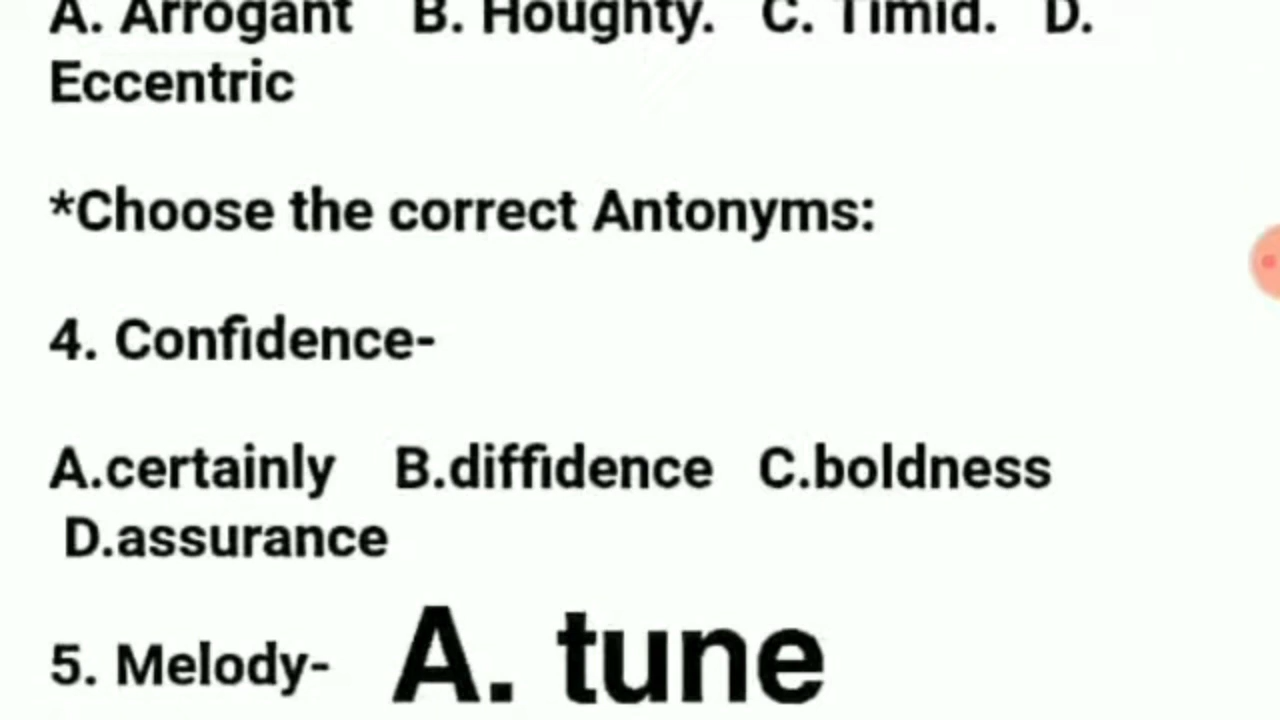 A. Arrogant B. Houghty. C. Timid. D.
Eccentric
*Choose the correct Antonyms:
4. Confidence-
A.certainly B.diffidence C.boldness
D.assurance
5. Melody- A. tune